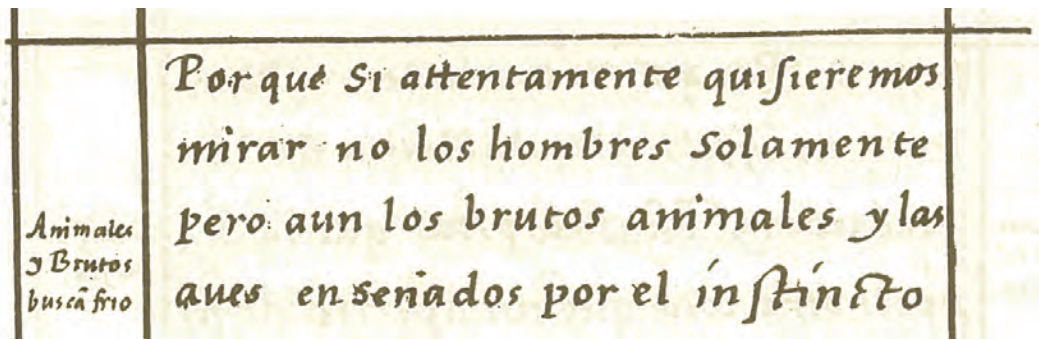 Porqué Si attentamente quiſieremos
mirar no los hombres Solamente
pero aun los brutos animales y las
aues enseñados por el inſtincto
Animales
y Brutos
buscã frio